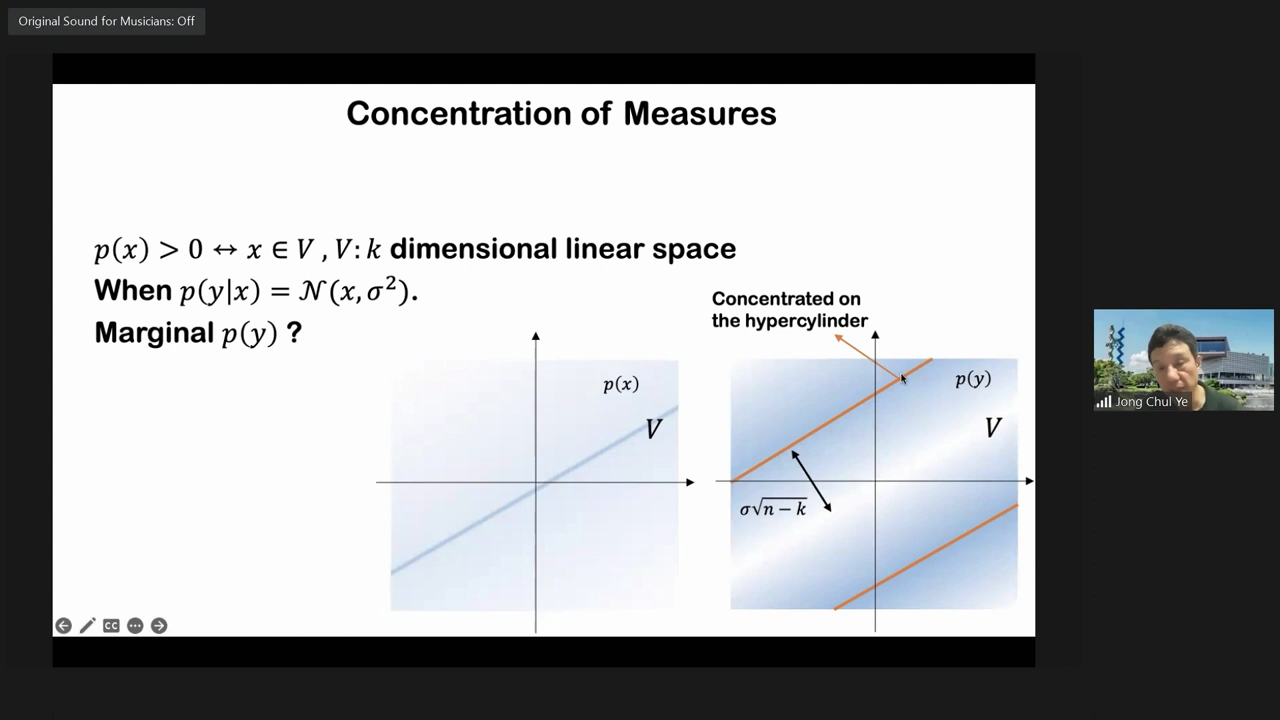 Original Sound for Musicians: Off
Concentration of Measures
p(x) > 0 ↔ x ∈ V , V: k dimensional linear space
When p(y|x) = 𝒩(x, σ²).
Marginal p(y) ?
Concentrated on
the hypercylinder
p(x)
V
p(y)
V
σ√n − k
CC
Jong Chul Ye